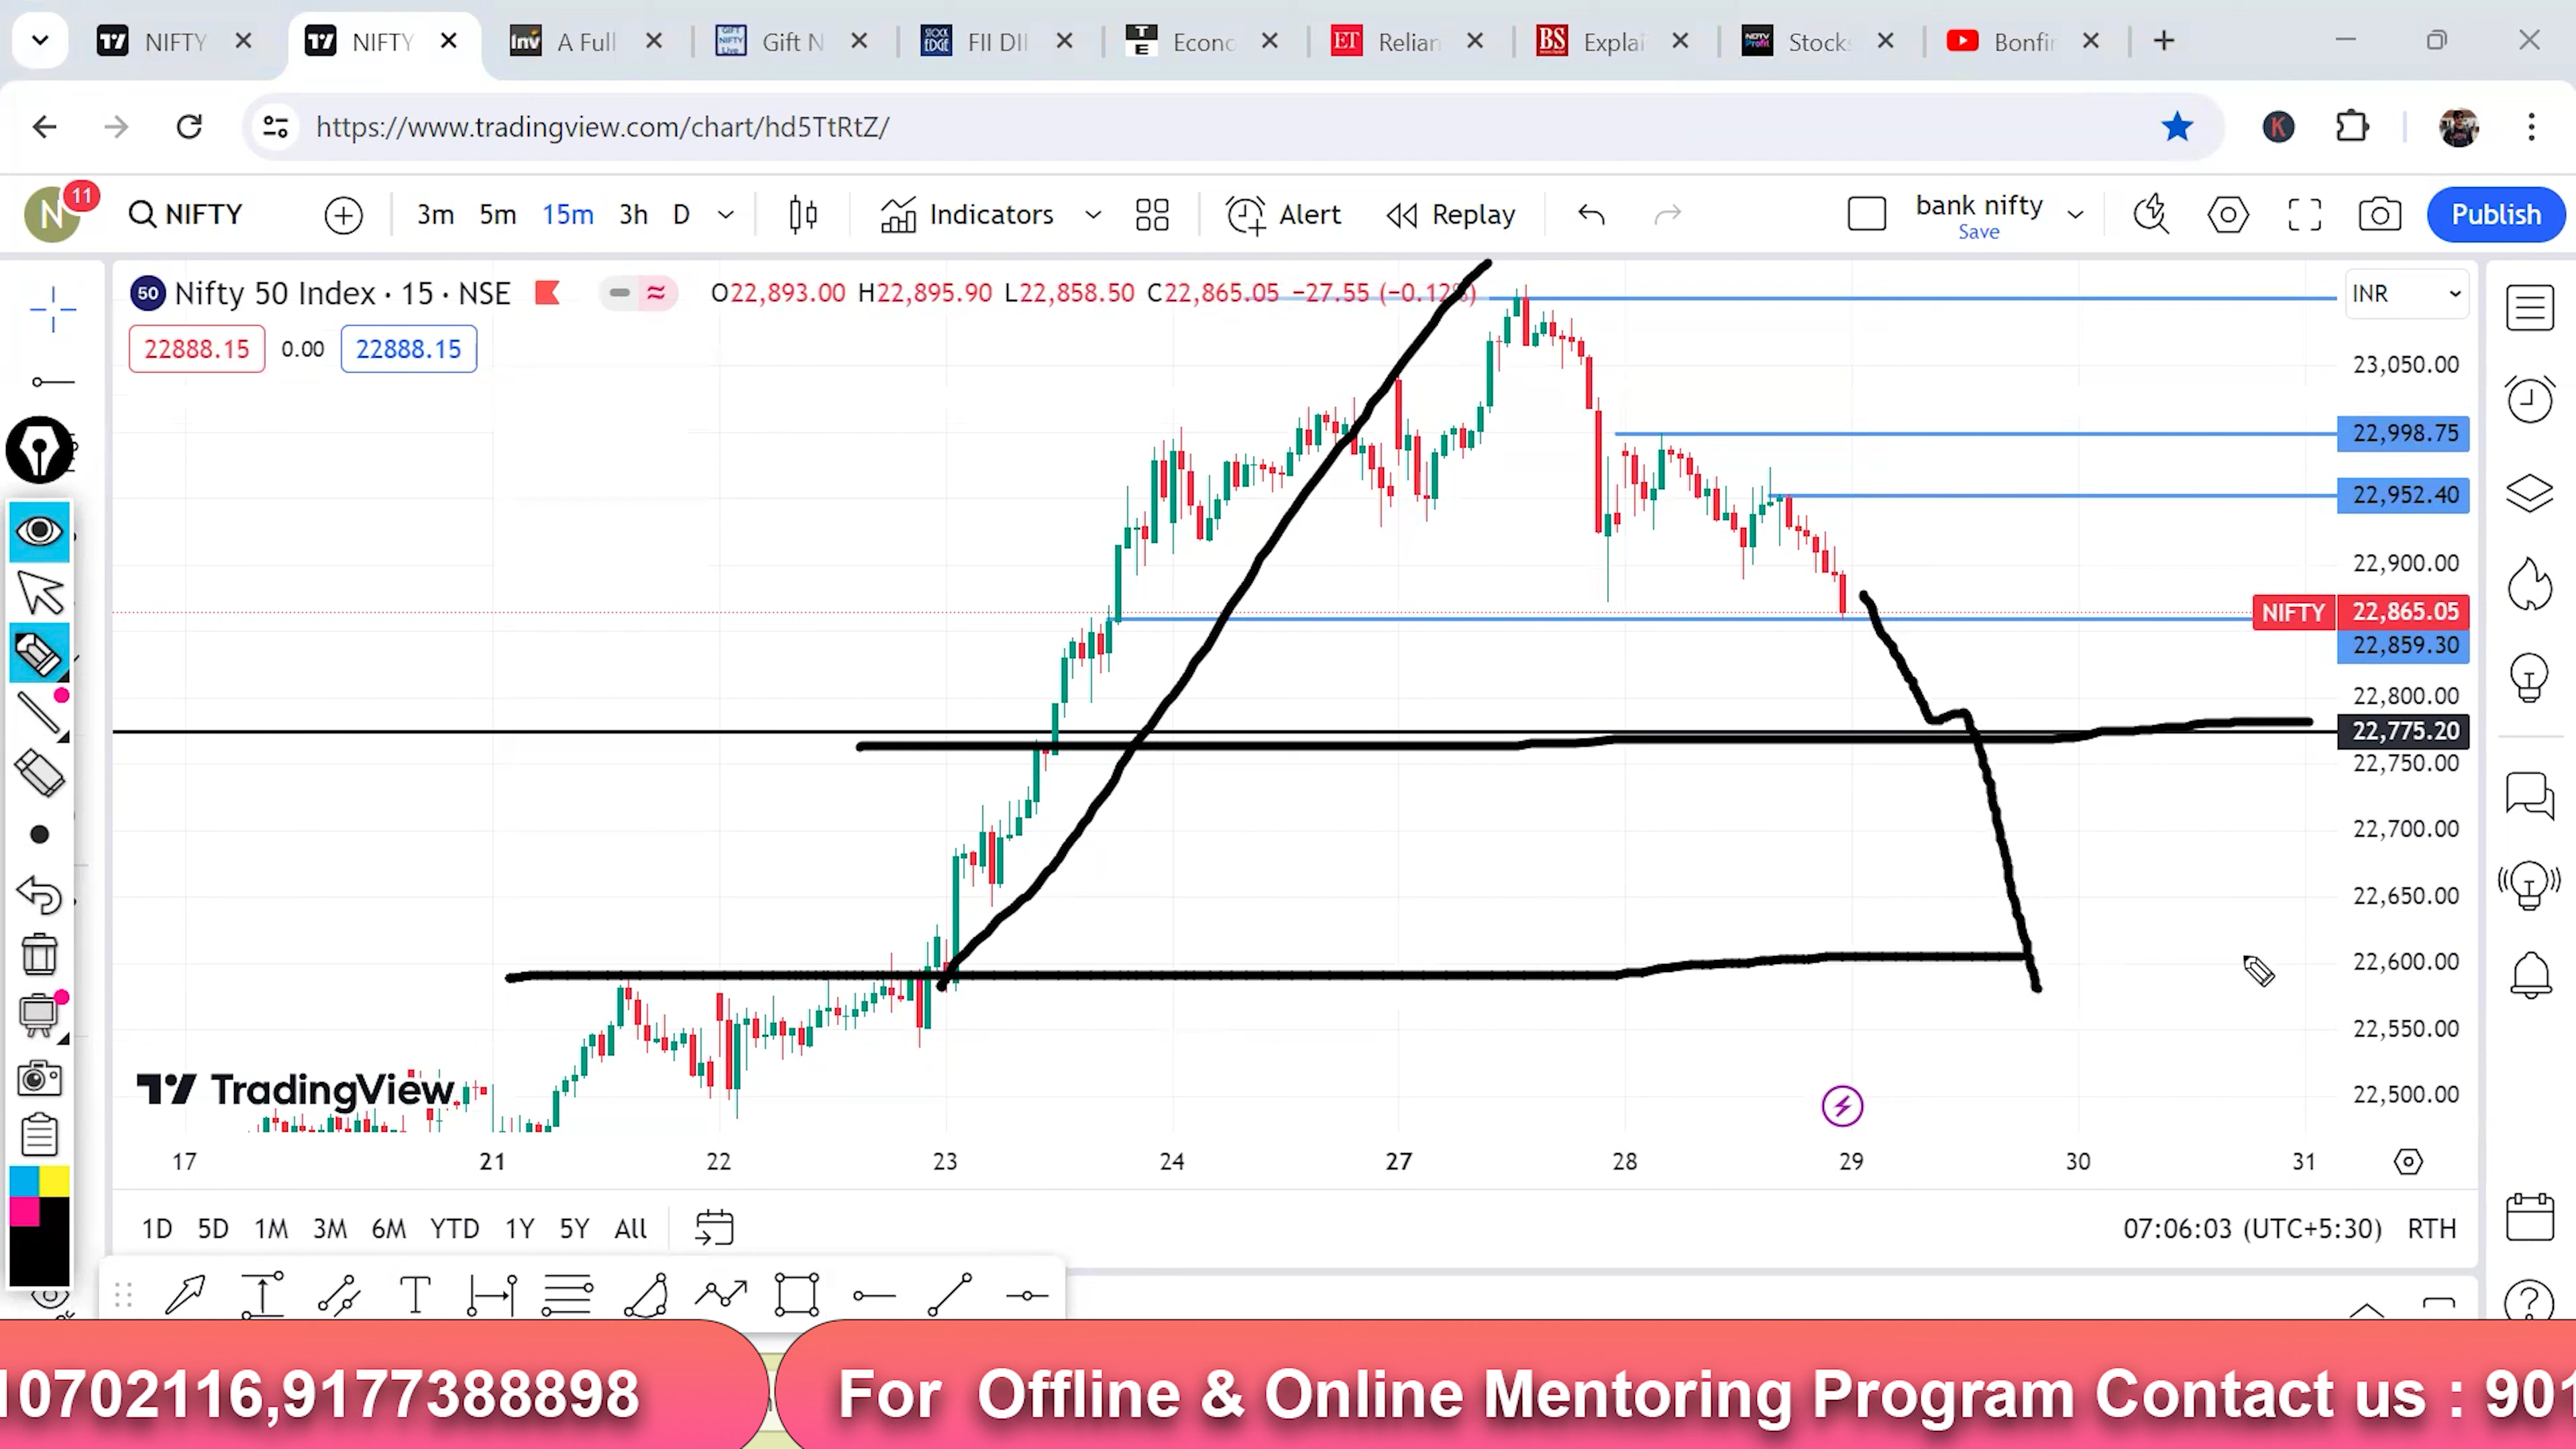 NIFTY
NIFTY
A Full
Gift N
FII DII
Econo
Relian
Explai
Stocks
Bonfir
https://www.tradingview.com/chart/hd5TtRtZ/
N 11 NIFTY 3m 5m 15m 3h D Indicators Alert Replay bank nifty Save Publish
50 Nifty 50 Index · 15 · NSE O22,893.00 H22,895.90 L22,858.50 C22,865.05 −27.55 (−0.12%) INR
22888.15 0.00 22888.15
23,050.00
22,998.75
22,952.40
22,900.00
NIFTY 22,865.05
22,859.30
22,800.00
22,775.20
22,750.00
22,700.00
22,650.00
22,600.00
22,550.00
TradingView
22,500.00
17 21 22 23 24 27 28 29 30 31
1D 5D 1M 3M 6M YTD 1Y 5Y All 07:06:03 (UTC+5:30) RTH
10702116,9177388898 For Offline & Online Mentoring Program Contact us : 901